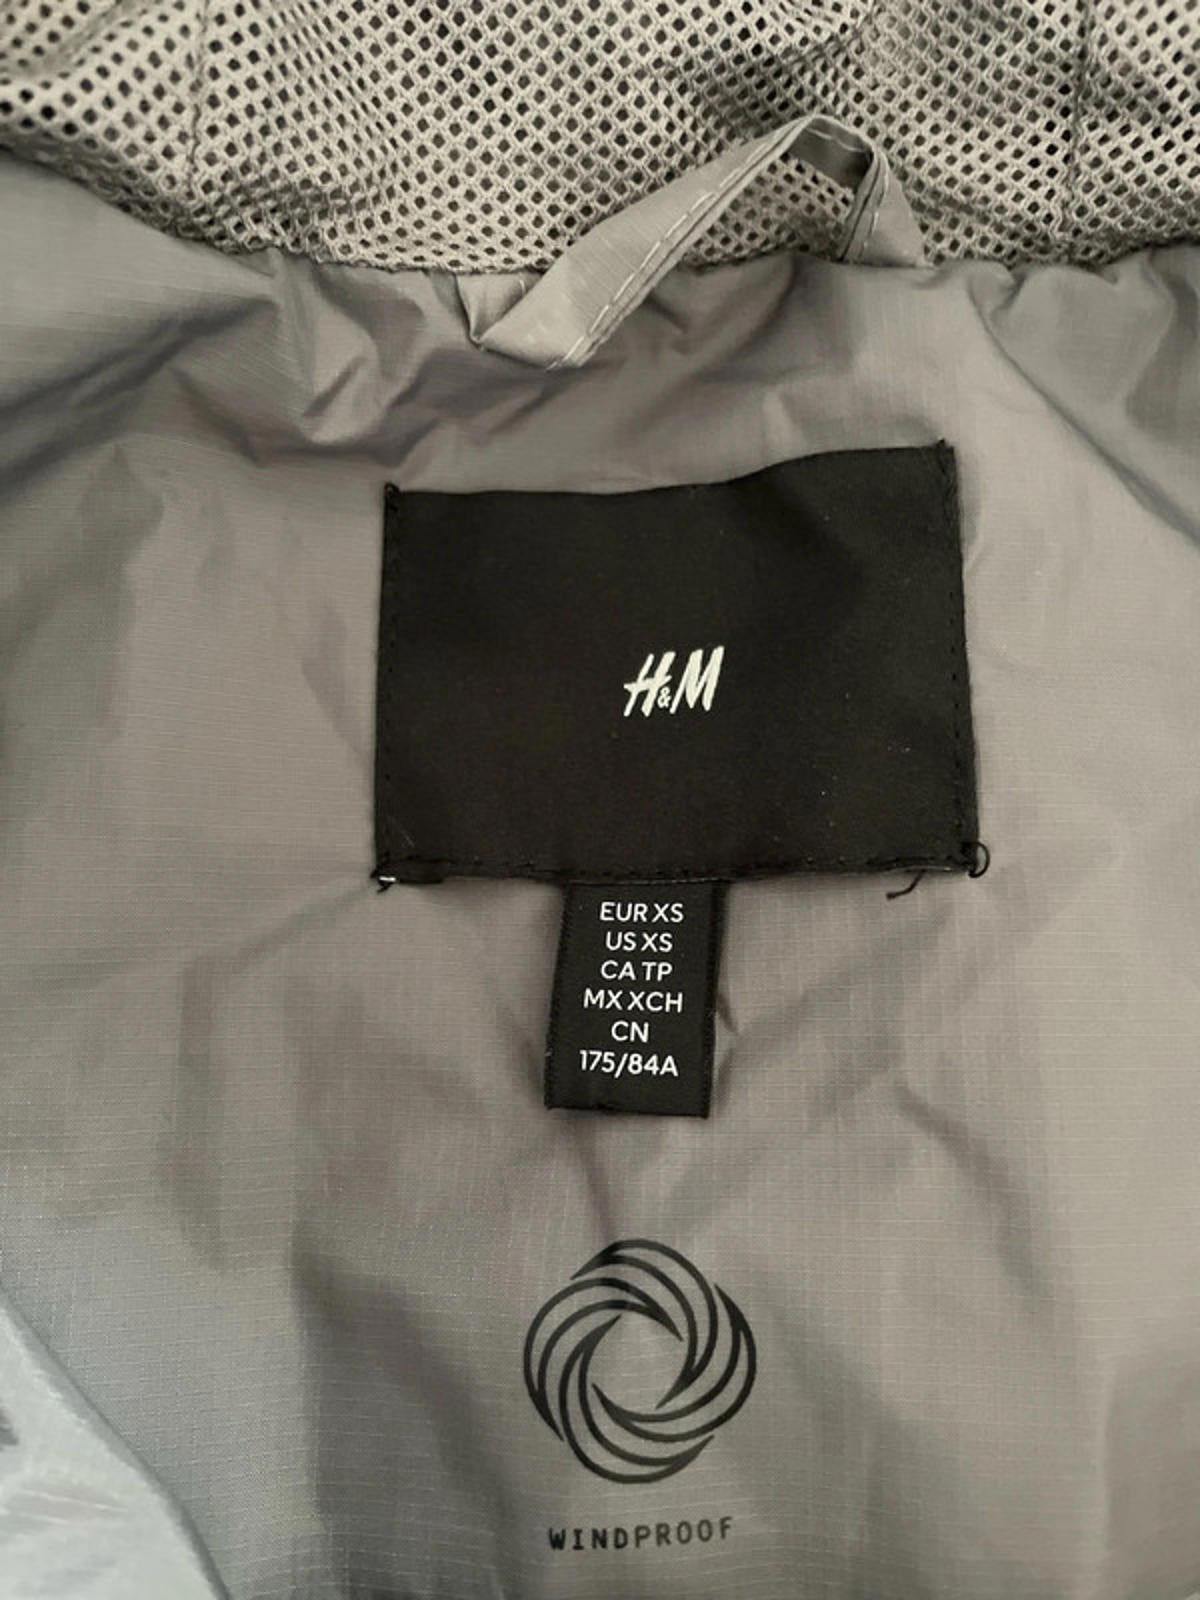 H&M
EUR XS
US XS
CA TP
MX XCH
CN
175/84A
WINDPROOF